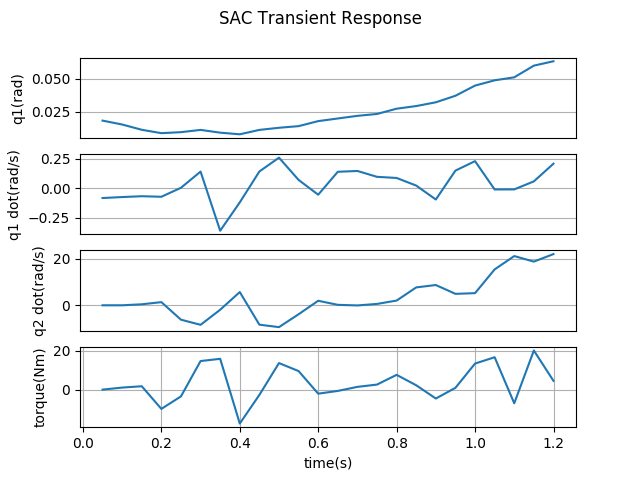 SAC Transient Response
q1(rad)
0.050
0.025
q1 dot(rad/s)
0.25
0.00
−0.25
q2 dot(rad/s)
20
0
torque(Nm)
20
0
0.0 0.2 0.4 0.6 0.8 1.0 1.2
time(s)